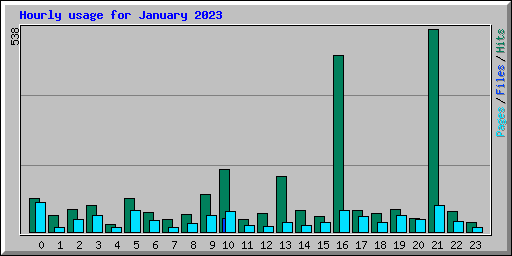 Hourly usage for January 2023
538
Pages/Files/Hits
0 1 2 3 4 5 6 7 8 9 10 11 12 13 14 15 16 17 18 19 20 21 22 23